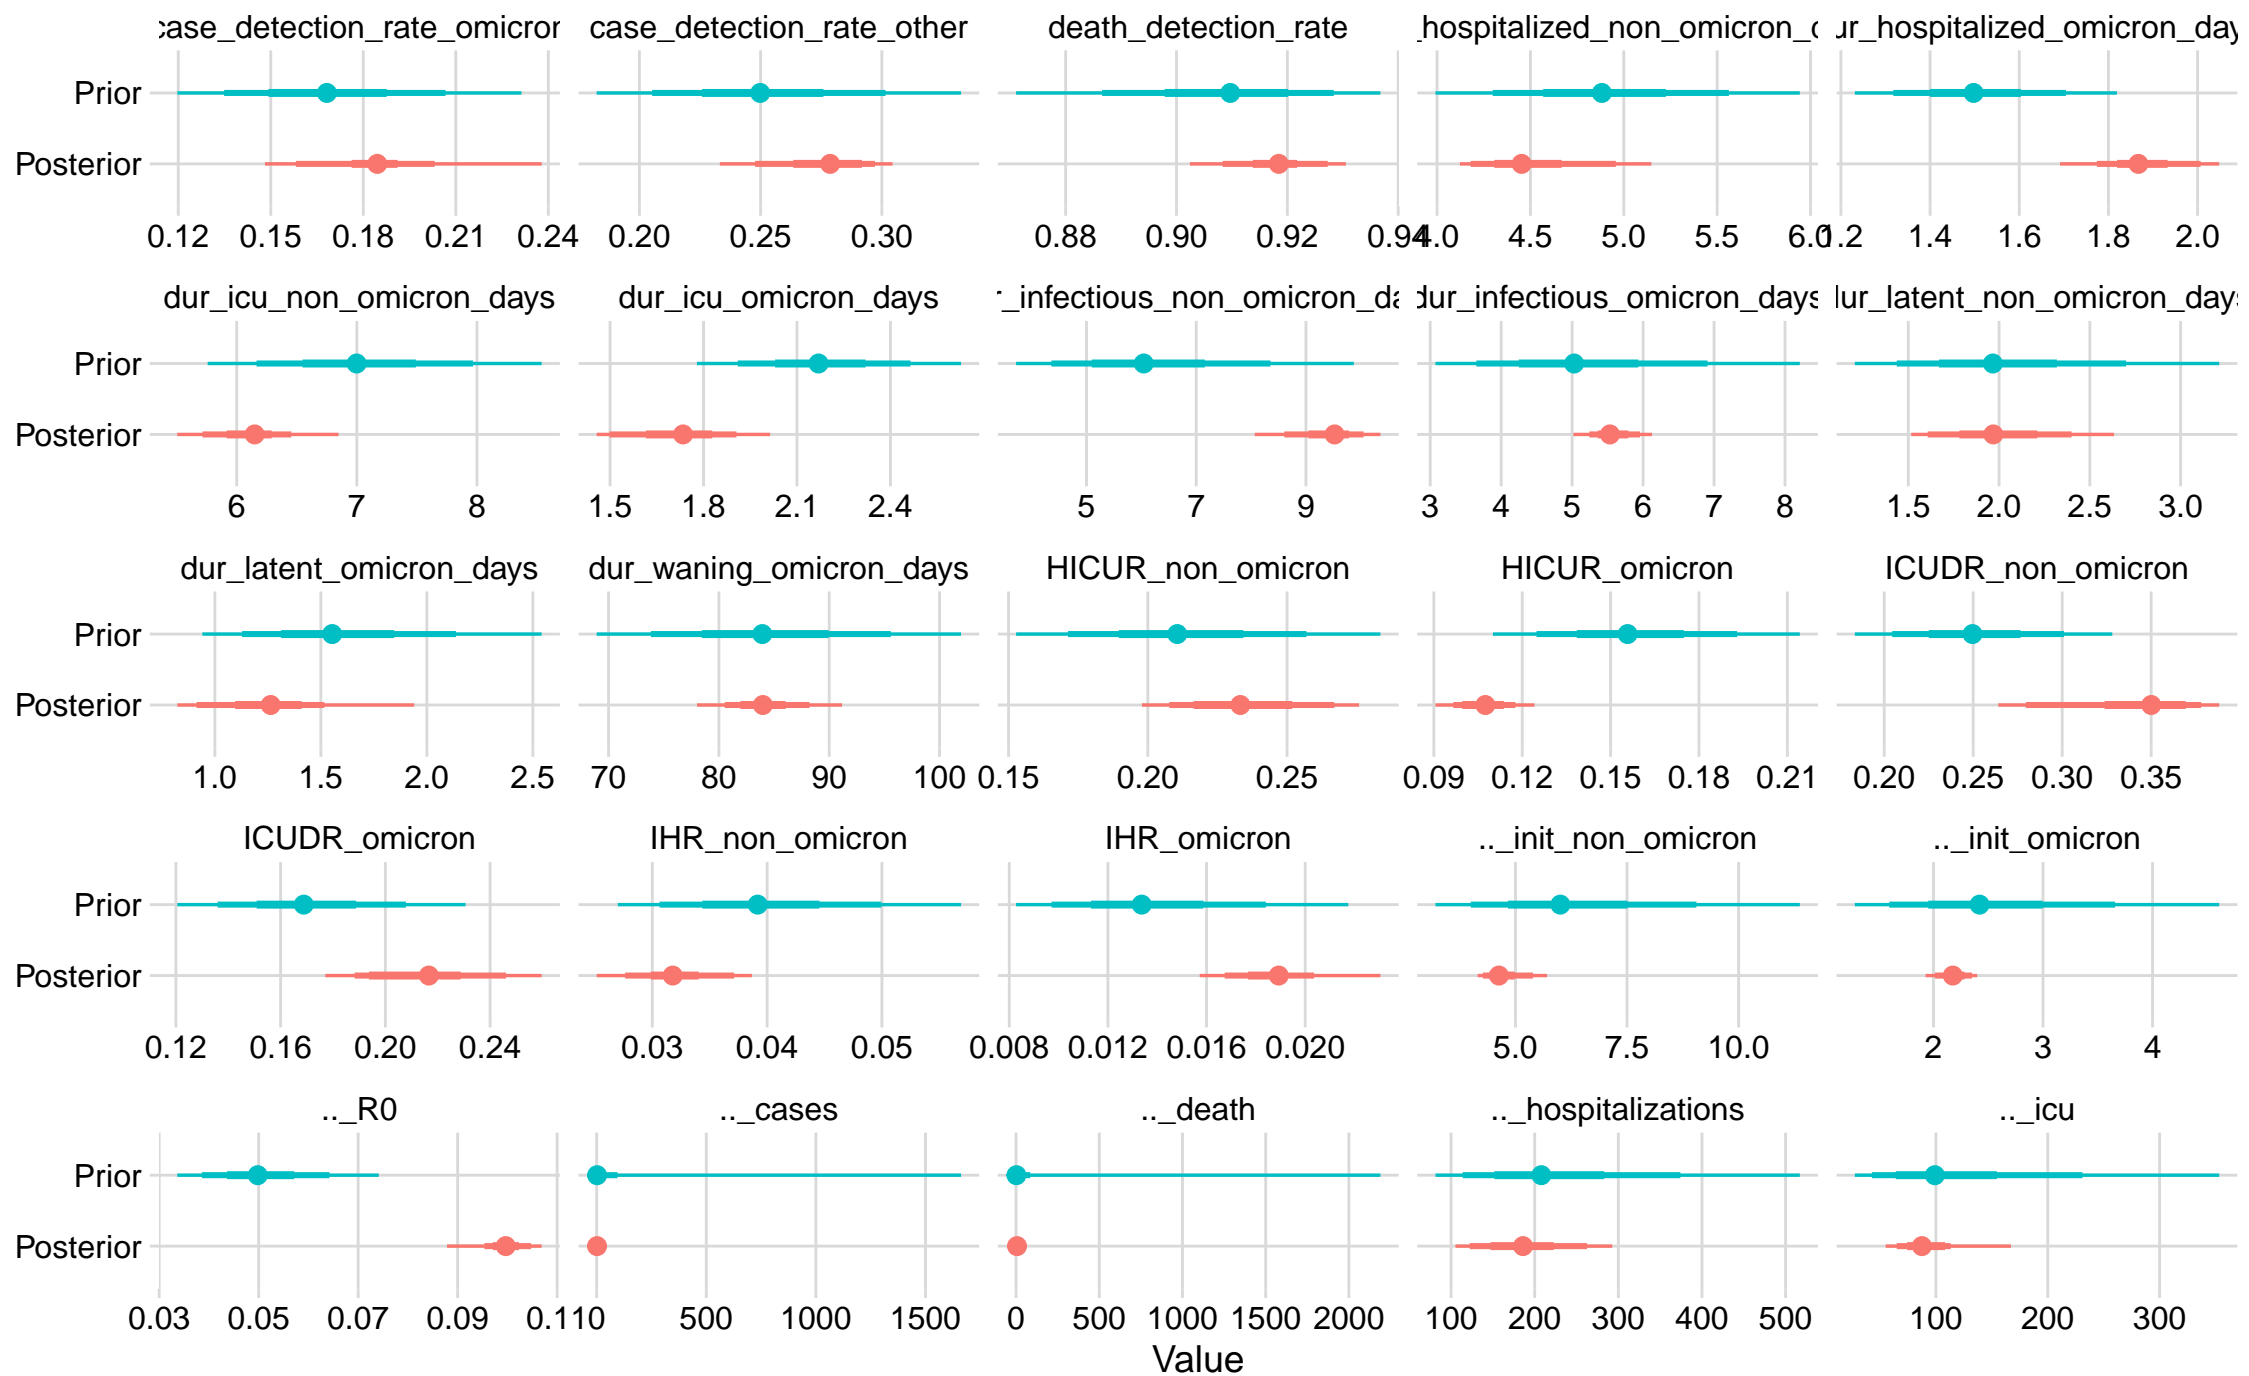 case_detection_rate_omicron case_detection_rate_other death_detection_rate _hospitalized_non_omicron_d ur_hospitalized_omicron_day
Prior
Posterior
0.12 0.15 0.18 0.21 0.24 0.20 0.25 0.30 0.88 0.90 0.92 0.94 4.0 4.5 5.0 5.5 6.0 1.2 1.4 1.6 1.8 2.0
dur_icu_non_omicron_days dur_icu_omicron_days r_infectious_non_omicron_da dur_infectious_omicron_days dur_latent_non_omicron_days
Prior
Posterior
6 7 8 1.5 1.8 2.1 2.4 5 7 9 3 4 5 6 7 8 1.5 2.0 2.5 3.0
dur_latent_omicron_days dur_waning_omicron_days HICUR_non_omicron HICUR_omicron ICUDR_non_omicron
Prior
Posterior
1.0 1.5 2.0 2.5 70 80 90 100 0.15 0.20 0.25 0.09 0.12 0.15 0.18 0.21 0.20 0.25 0.30 0.35
ICUDR_omicron IHR_non_omicron IHR_omicron .._init_non_omicron .._init_omicron
Prior
Posterior
0.12 0.16 0.20 0.24 0.03 0.04 0.05 0.008 0.012 0.016 0.020 5.0 7.5 10.0 2 3 4
.._R0 .._cases .._death .._hospitalizations .._icu
Prior
Posterior
0.03 0.05 0.07 0.09 0.11 0 500 1000 1500 0 500 1000 1500 2000 100 200 300 400 500 100 200 300
Value